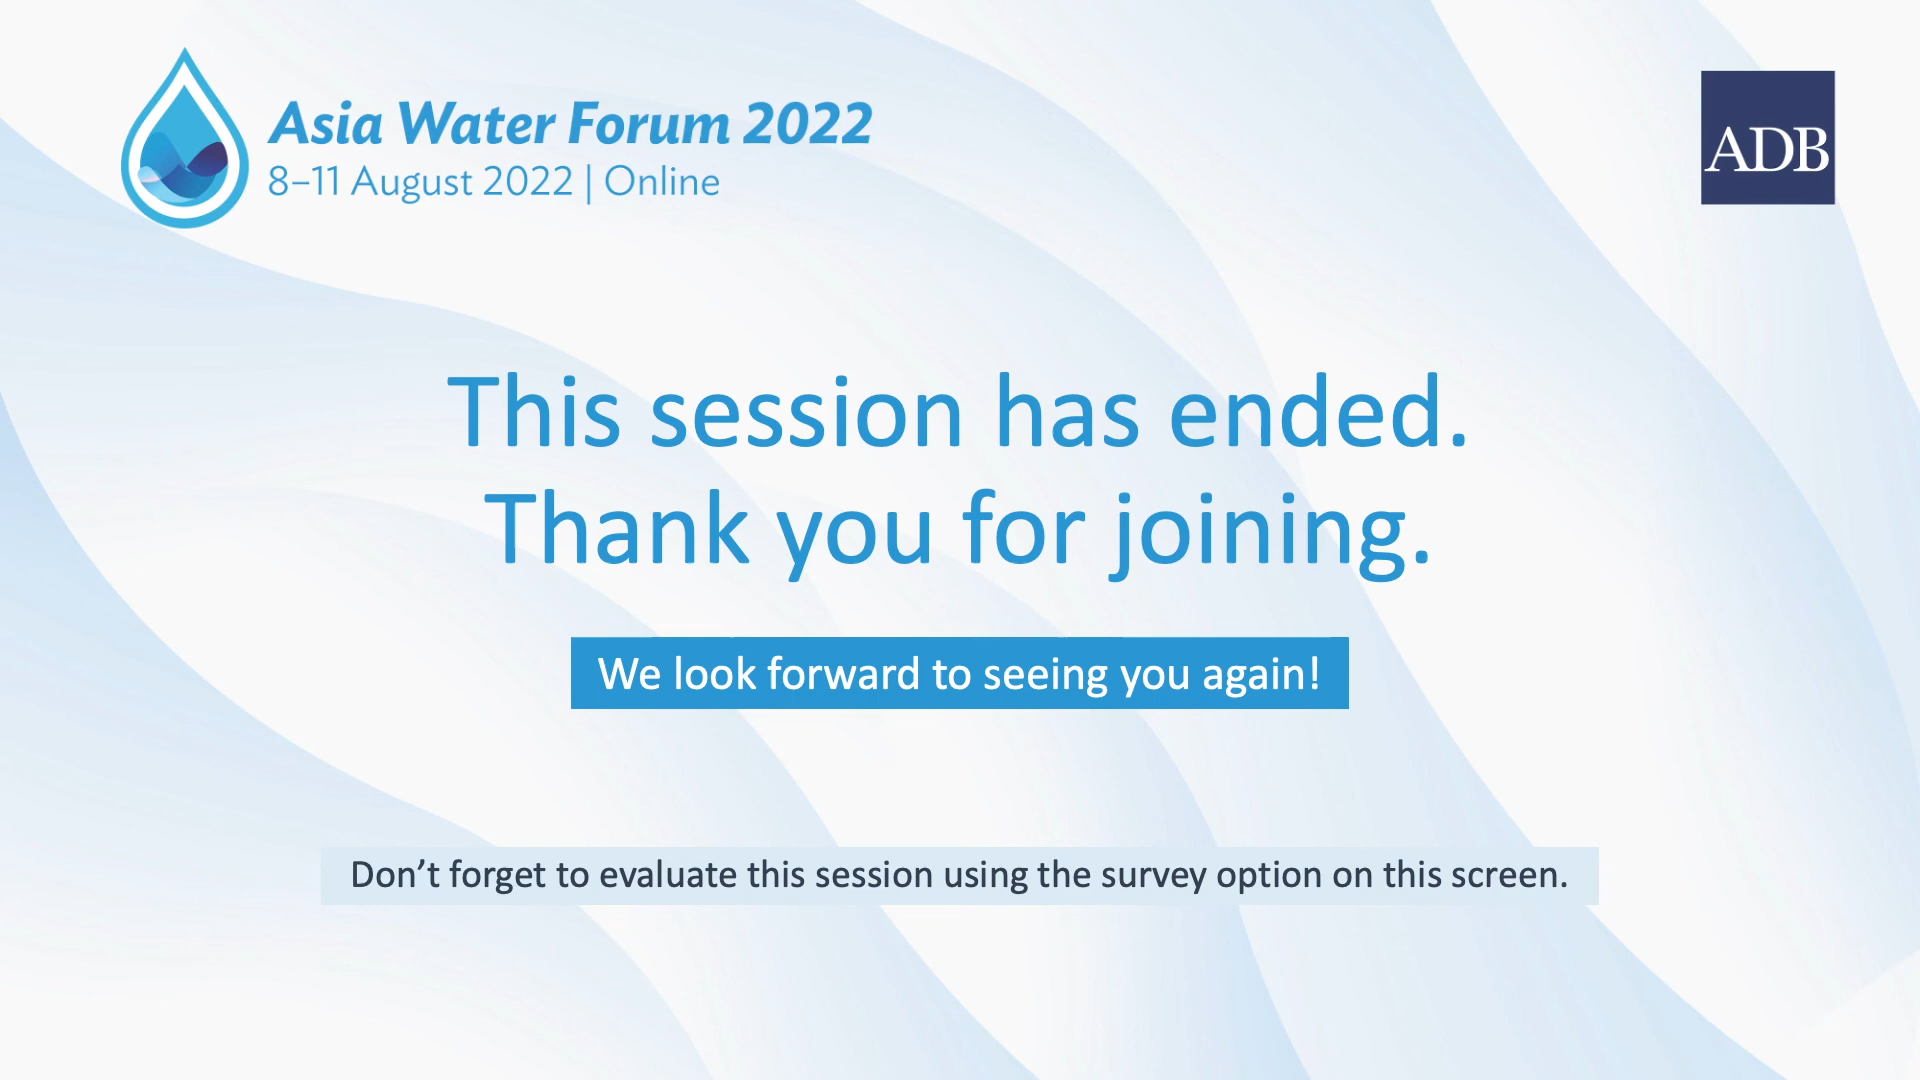 Asia Water Forum 2022
8–11 August 2022 | Online
ADB
This session has ended.
Thank you for joining.
We look forward to seeing you again!
Don’t forget to evaluate this session using the survey option on this screen.